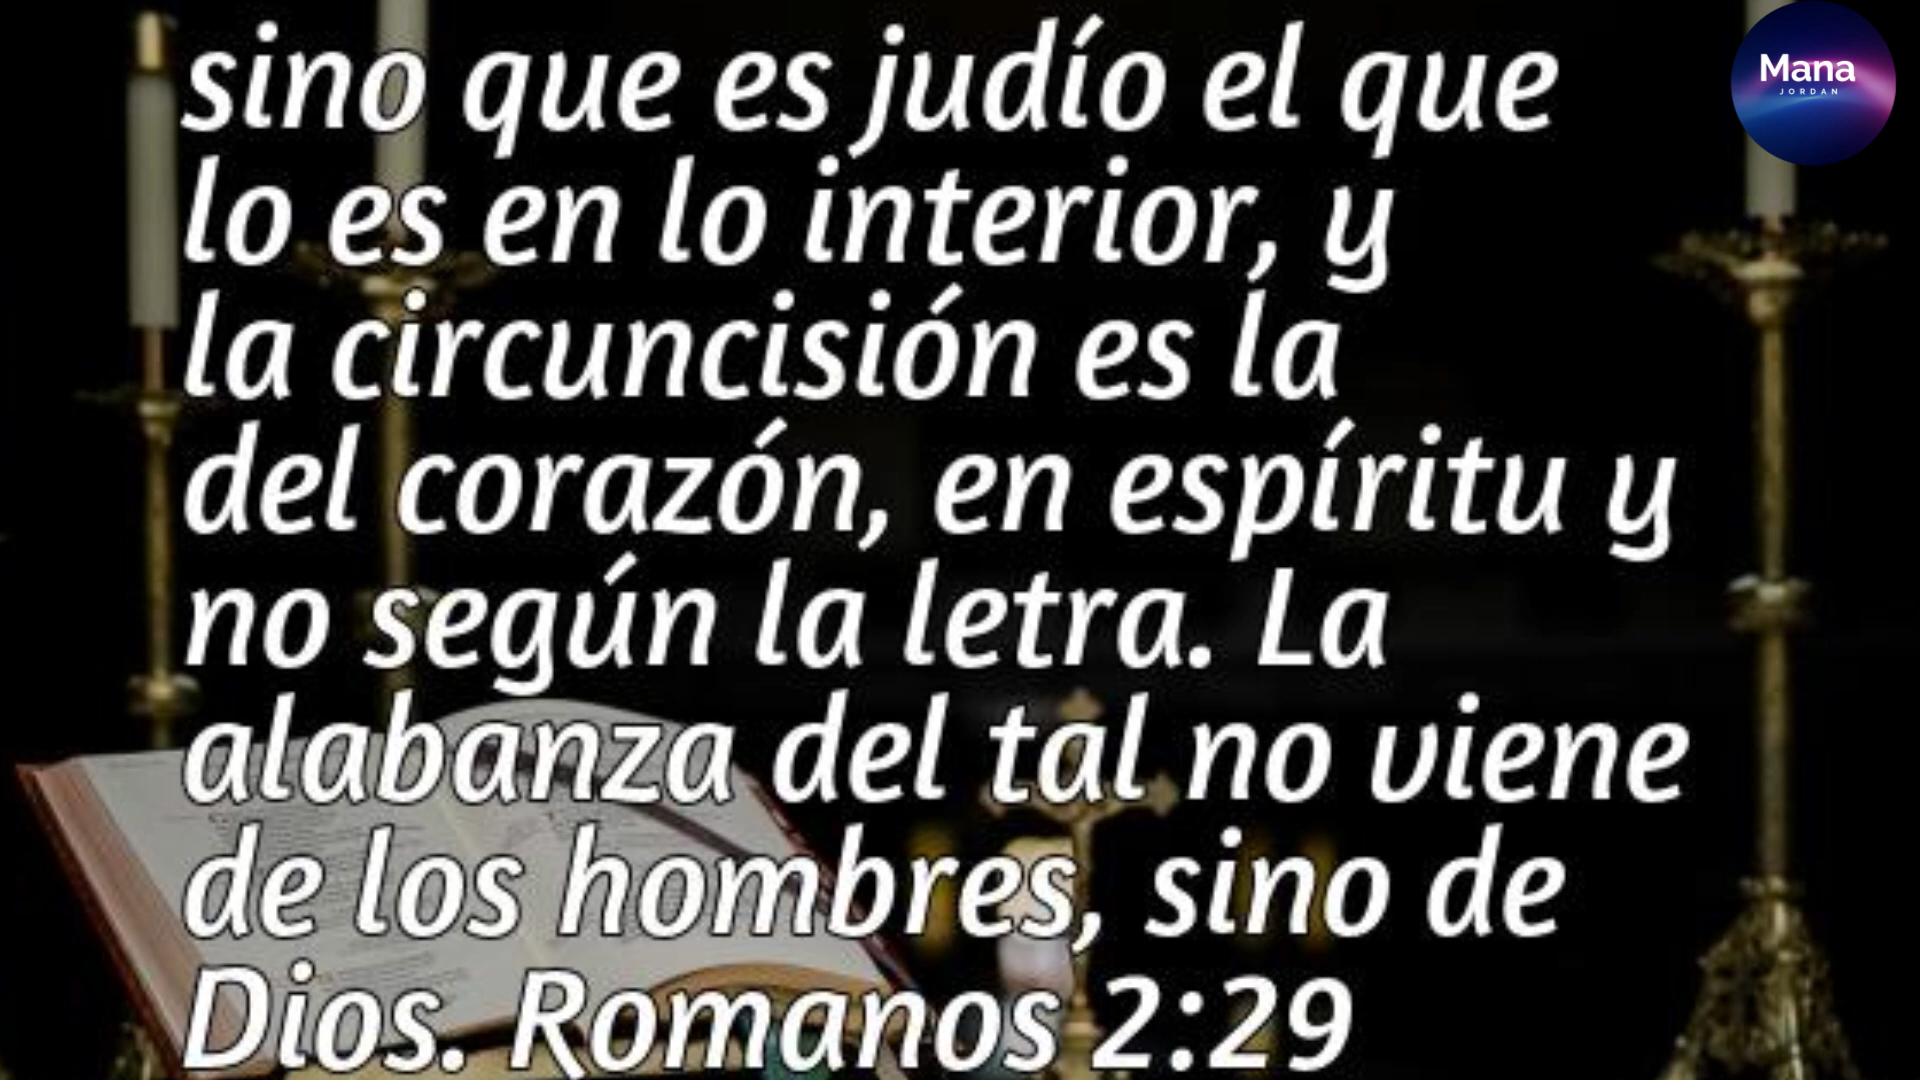 sino que es judío el que
lo es en lo interior, y
la circuncisión es la
del corazón, en espíritu y
no según la letra. La
alabanza del tal no viene
de los hombres, sino de
Dios. Romanos 2:29
Mana
JORDAN